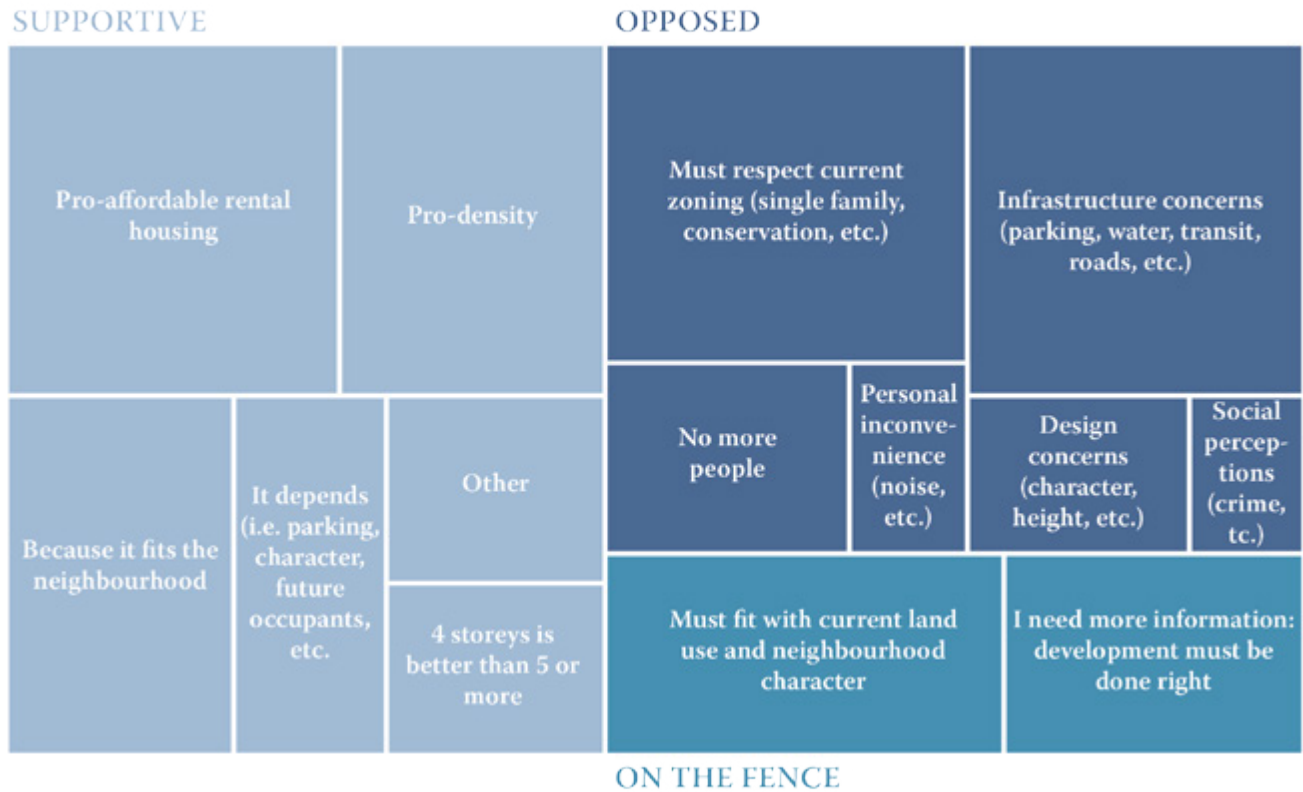 SUPPORTIVE
OPPOSED
Pro-affordable rental
housing
Pro-density
Must respect current
zoning (single family,
conservation, etc.)
Infrastructure concerns
(parking, water, transit,
roads, etc.)
No more
people
Personal
inconve-
nience
(noise,
etc.)
Design
concerns
(character,
height, etc.)
Social
percep-
tions
(crime,
tc.)
Because it fits the
neighbourhood
It depends
(i.e. parking,
character,
future
occupants,
etc.
Other
4 storeys is
better than 5 or
more
Must fit with current land
use and neighbourhood
character
I need more information:
development must be
done right
ON THE FENCE